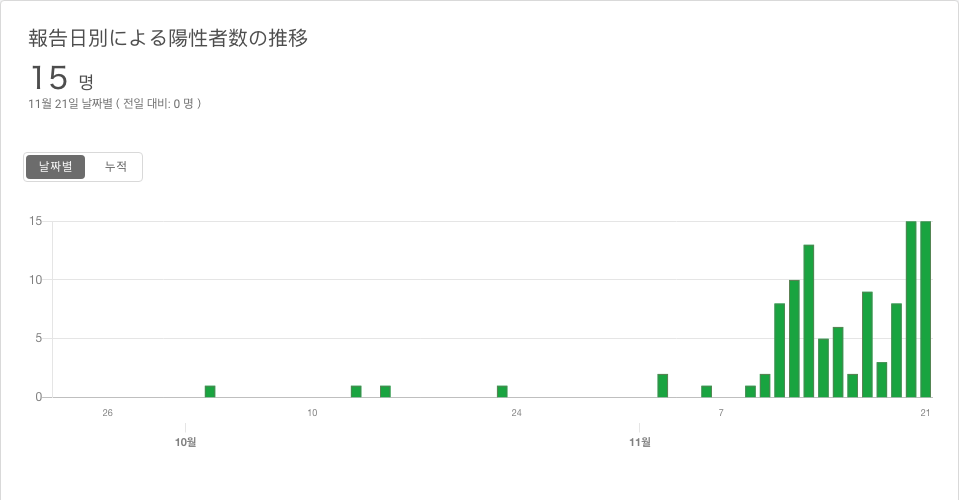 報告日別による陽性者数の推移
15 명
11월 21일 날짜별 ( 전일 대비: 0 명 )
날짜별 누적
15
10
5
0
26 10 24 7 21
10월 11월